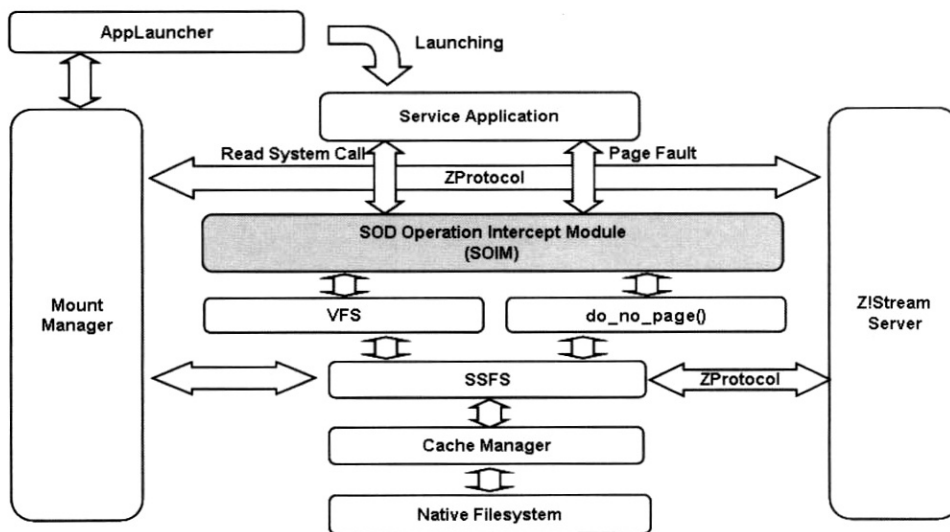 AppLauncher
Launching
Service Application
Read System Call
Page Fault
ZProtocol
SOD Operation Intercept Module
(SOIM)
Mount
Manager
VFS
do_no_page()
Z!Stream
Server
SSFS
ZProtocol
Cache Manager
Native Filesystem